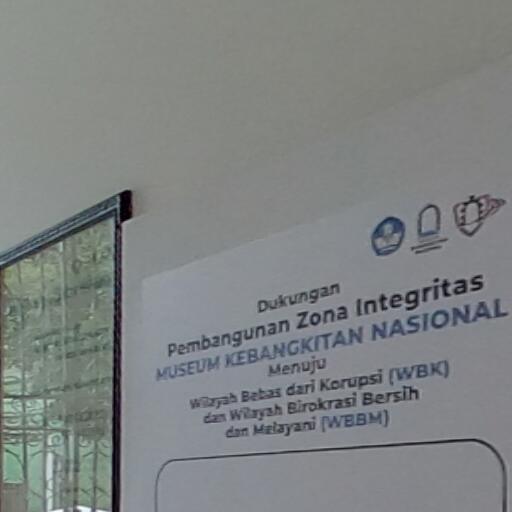 Dukungan
Pembangunan Zona Integritas
MUSEUM KEBANGKITAN NASIONAL
Menuju
Wilayah Bebas dari Korupsi (WBK)
dan Wilayah Birokrasi Bersih
dan Melayani (WBBM)